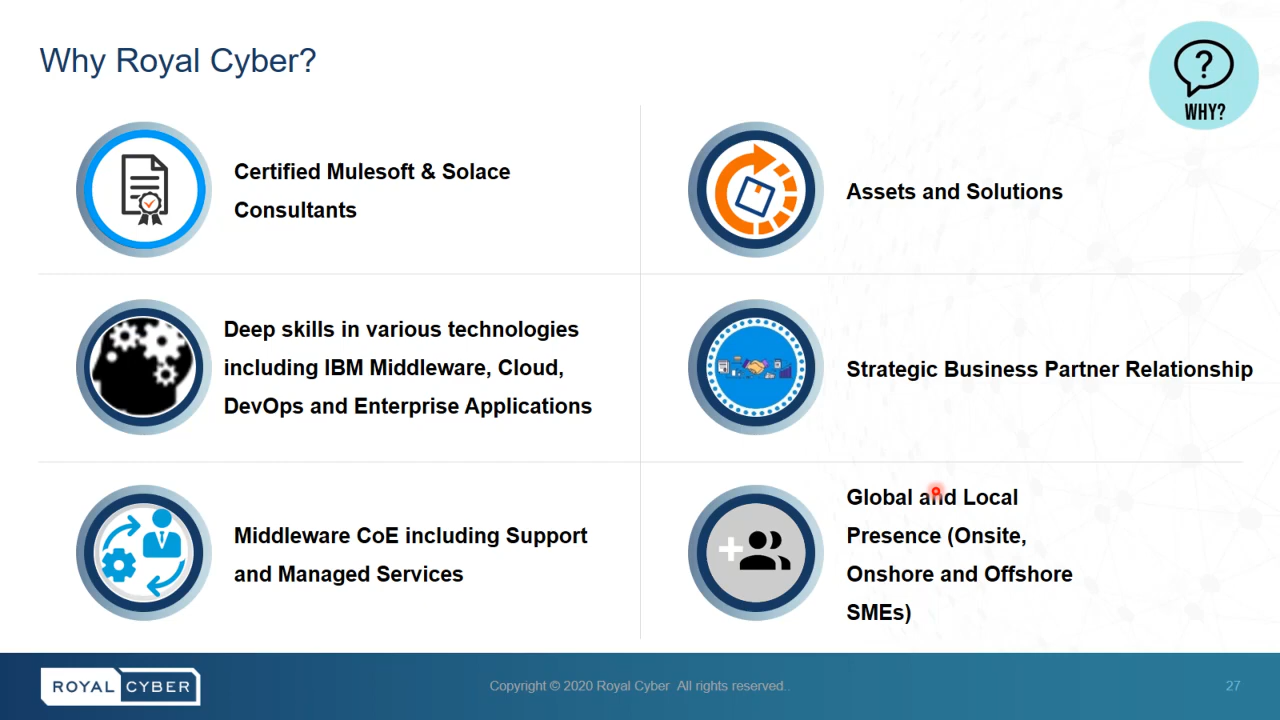 Why Royal Cyber?
WHY?
Certified Mulesoft & Solace
Consultants
Assets and Solutions
Deep skills in various technologies
including IBM Middleware, Cloud,
DevOps and Enterprise Applications
Strategic Business Partner Relationship
Middleware CoE including Support
and Managed Services
Global and Local
Presence (Onsite,
Onshore and Offshore
SMEs)
ROYAL CYBER
Copyright © 2020 Royal Cyber All rights reserved..
27